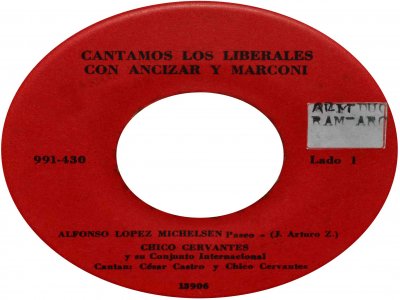 CANTAMOS LOS LIBERALES
CON ANCIZAR Y MARCONI
991-430
Lado 1
ALFONSO LOPEZ MICHELSEN Paseo - (J. Arturo Z.)
CHICO CERVANTES
y su Conjunto Internacional
Cantan: César Castro y Chico Cervantes
18906